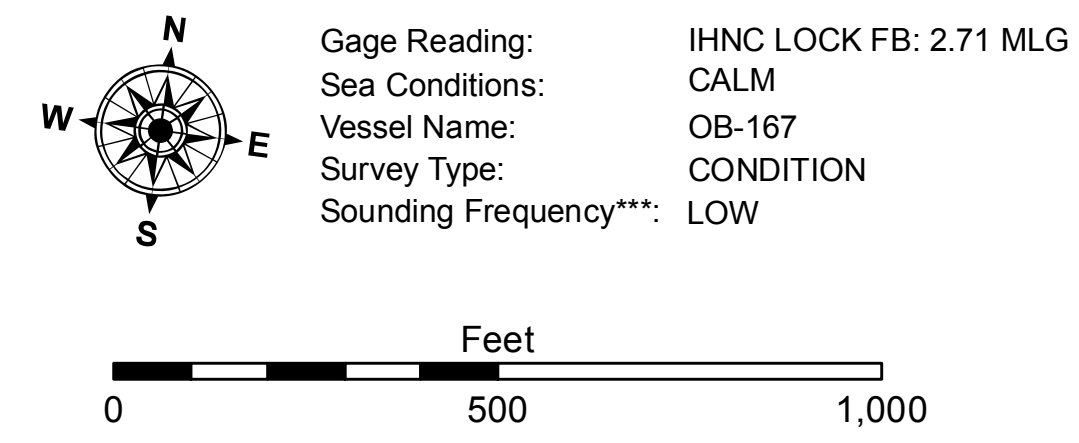 N
W
E
S
Gage Reading: IHNC LOCK FB: 2.71 MLG
Sea Conditions: CALM
Vessel Name: OB-167
Survey Type: CONDITION
Sounding Frequency***: LOW
Feet
0 500 1,000